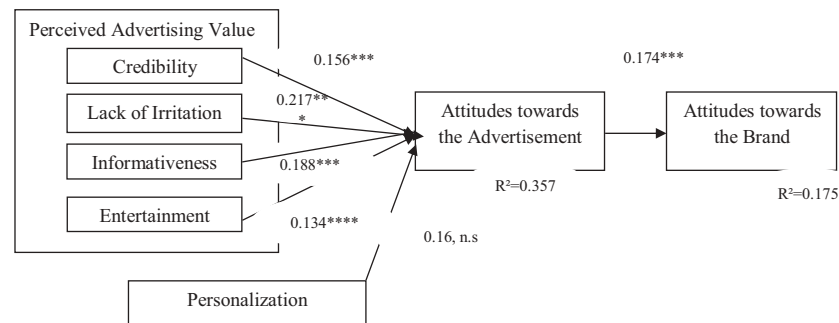 Perceived Advertising Value
Credibility
0.156***
0.174***
Lack of Irritation
0.217**
*
Attitudes towards
the Advertisement
Attitudes towards
the Brand
Informativeness
0.188***
R²=0.357
R²=0.175
Entertainment
0.134****
0.16, n.s
Personalization